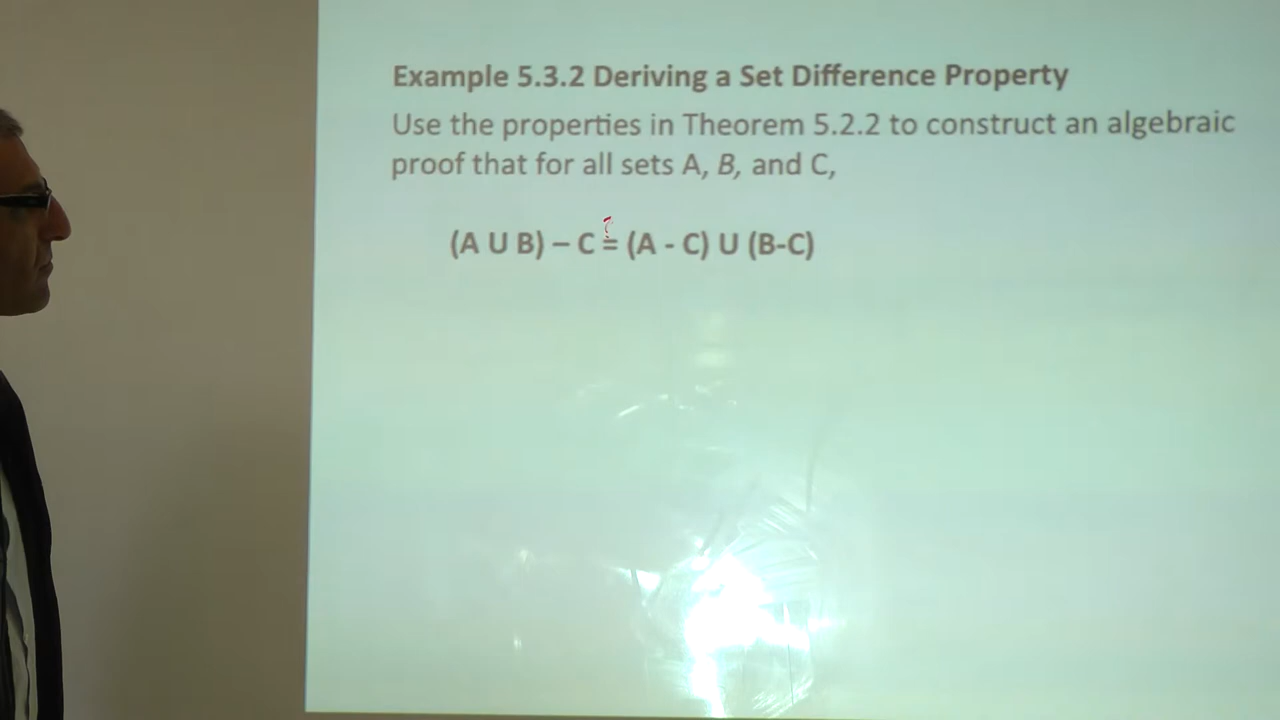 Example 5.3.2 Deriving a Set Difference Property
Use the properties in Theorem 5.2.2 to construct an algebraic
proof that for all sets A, B, and C,
(A U B) – C = (A - C) U (B-C)